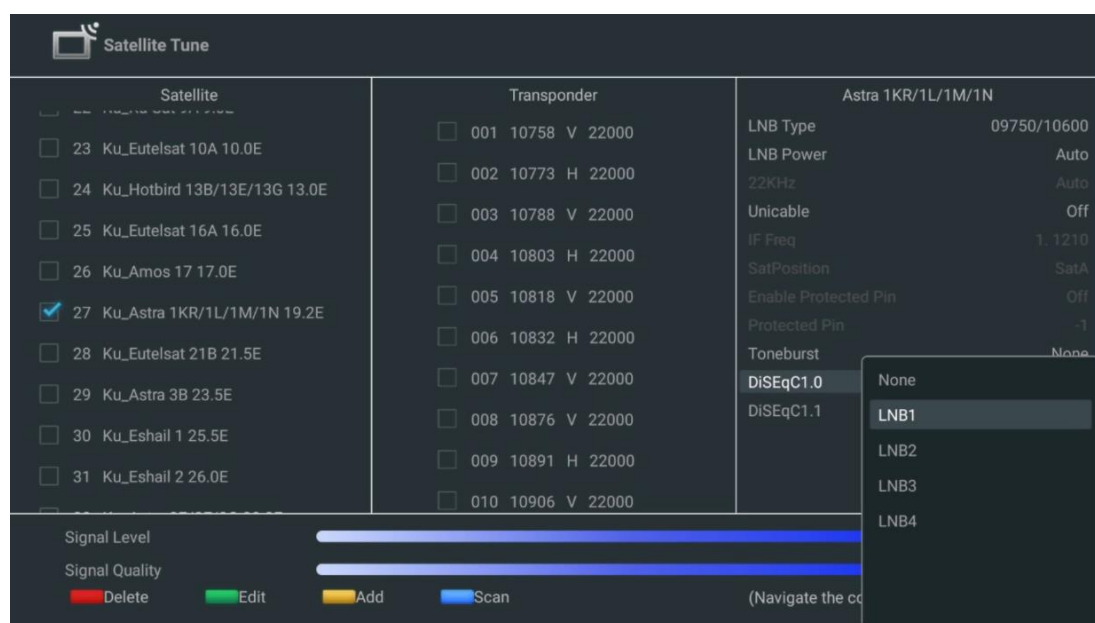 Satellite Tune
Satellite
23 Ku_Eutelsat 10A 10.0E
24 Ku_Hotbird 13B/13E/13G 13.0E
25 Ku_Eutelsat 16A 16.0E
26 Ku_Amos 17 17.0E
27 Ku_Astra 1KR/1L/1M/1N 19.2E
28 Ku_Eutelsat 21B 21.5E
29 Ku_Astra 3B 23.5E
30 Ku_Eshail 1 25.5E
31 Ku_Eshail 2 26.0E
Transponder
001 10758 V 22000
002 10773 H 22000
003 10788 V 22000
004 10803 H 22000
005 10818 V 22000
006 10832 H 22000
007 10847 V 22000
008 10876 V 22000
009 10891 H 22000
010 10906 V 22000
Astra 1KR/1L/1M/1N
LNB Type 09750/10600
LNB Power Auto
22KHz Auto
Unicable Off
IF Freq 1. 1210
SatPosition SatA
Enable Protected Pin Off
Protected Pin -1
Toneburst None
DiSEqC1.0
DiSEqC1.1
None
LNB1
LNB2
LNB3
LNB4
Signal Level
Signal Quality
Delete Edit Add Scan (Navigate the